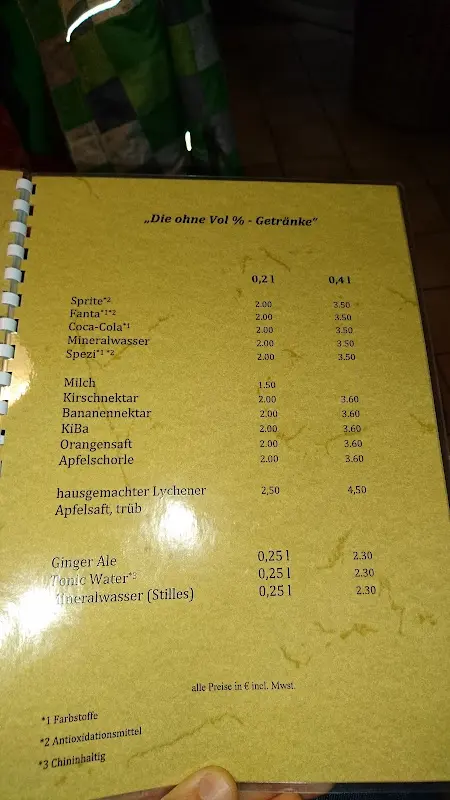 „Die ohne Vol % - Getränke“
0,2 l 0,4 l
Sprite*2 2.00 3.50
Fanta*1*2 2.00 3.50
Coca-Cola*1 2.00 3.50
Mineralwasser 2.00 3.50
Spezi*1 *2 2.00 3.50
Milch 1.50
Kirschnektar 2.00 3.60
Bananennektar 2.00 3.60
KiBa 2.00 3.60
Orangensaft 2.00 3.60
Apfelschorle 2.00 3.60
hausgemachter Lychener 2,50 4,50
Apfelsaft, trüb
Ginger Ale 0,25 l 2.30
Tonic Water*3 0,25 l 2.30
Mineralwasser (Stilles) 0,25 l 2.30
alle Preise in € incl. Mwst.
*1 Farbstoffe
*2 Antioxidationsmittel
*3 Chininhaltig